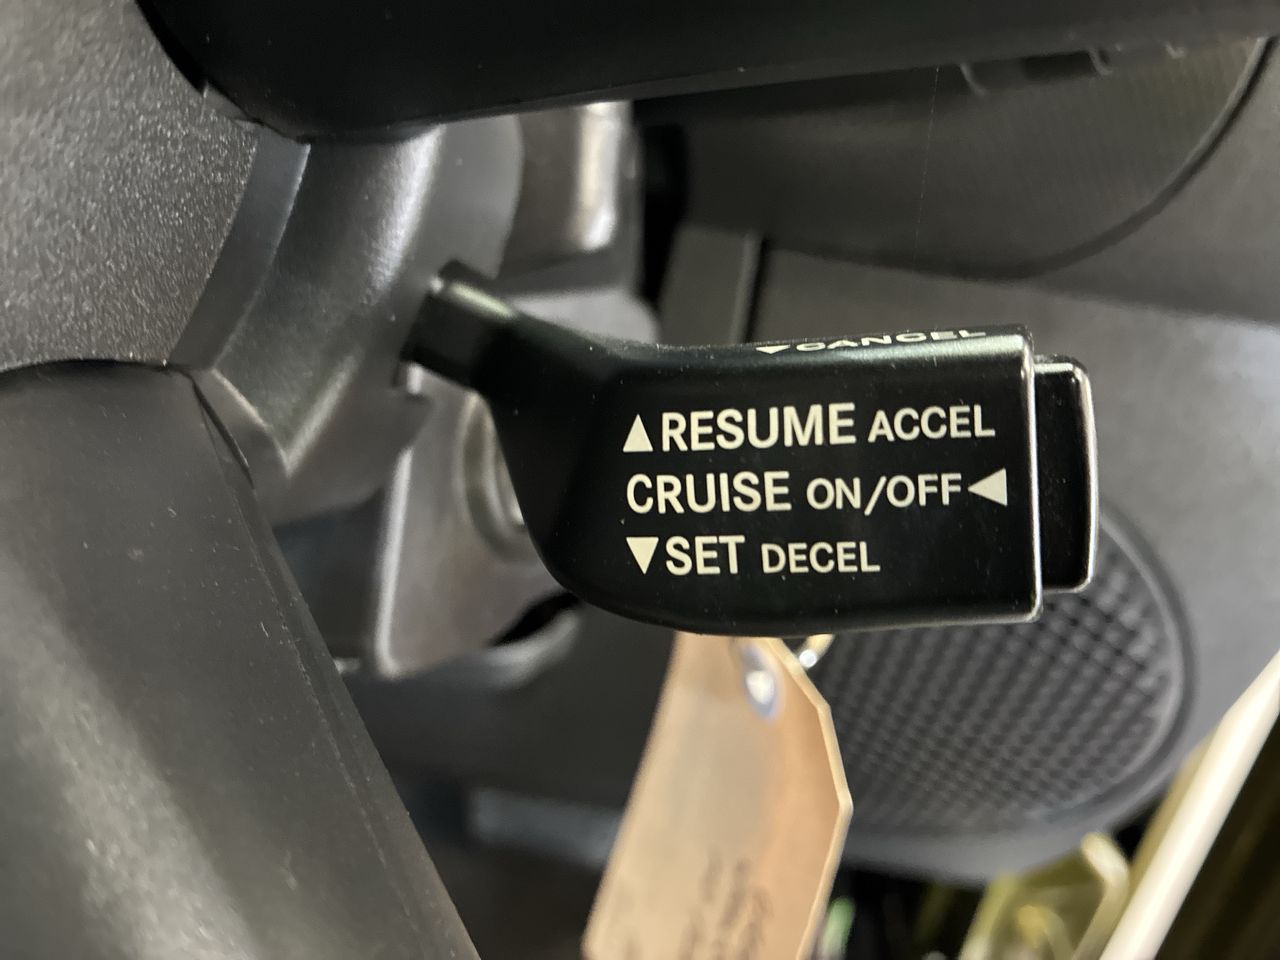 ▼CANCEL
▲RESUME ACCEL
CRUISE ON/OFF◀
▼SET DECEL